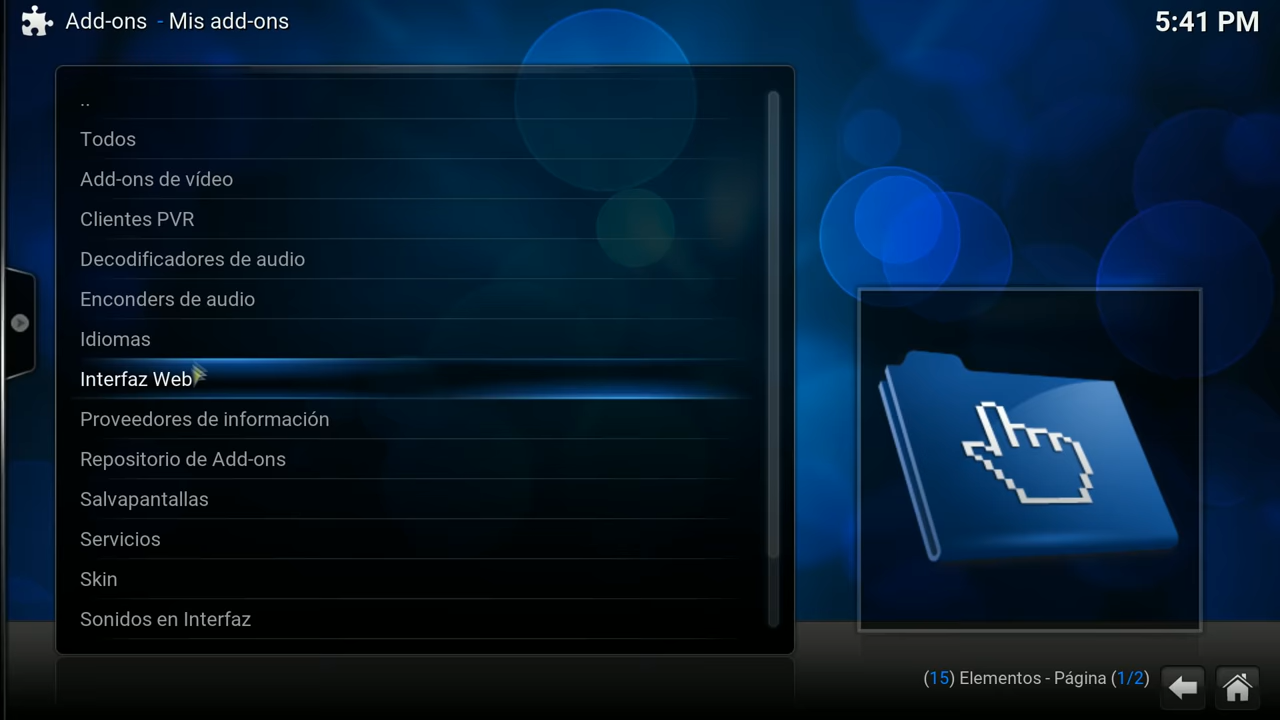 Add-ons - Mis add-ons
5:41 PM
..
Todos
Add-ons de vídeo
Clientes PVR
Decodificadores de audio
Enconders de audio
Idiomas
Interfaz Web
Proveedores de información
Repositorio de Add-ons
Salvapantallas
Servicios
Skin
Sonidos en Interfaz
(15) Elementos - Página (1/2)